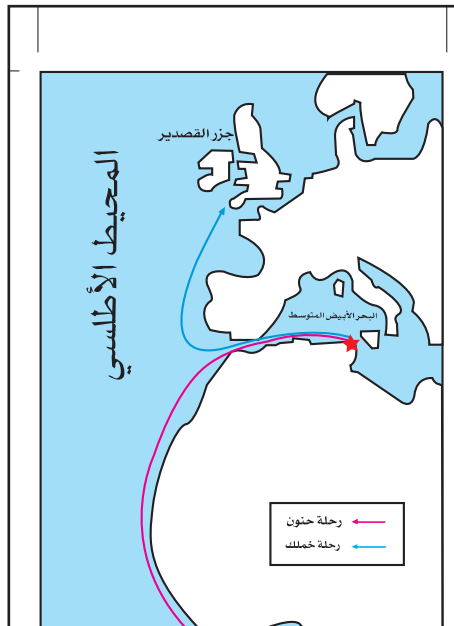 جزر القصدير
المحيط الأطلسي
البحر الأبيض المتوسط
رحلة حنون
رحلة خملك